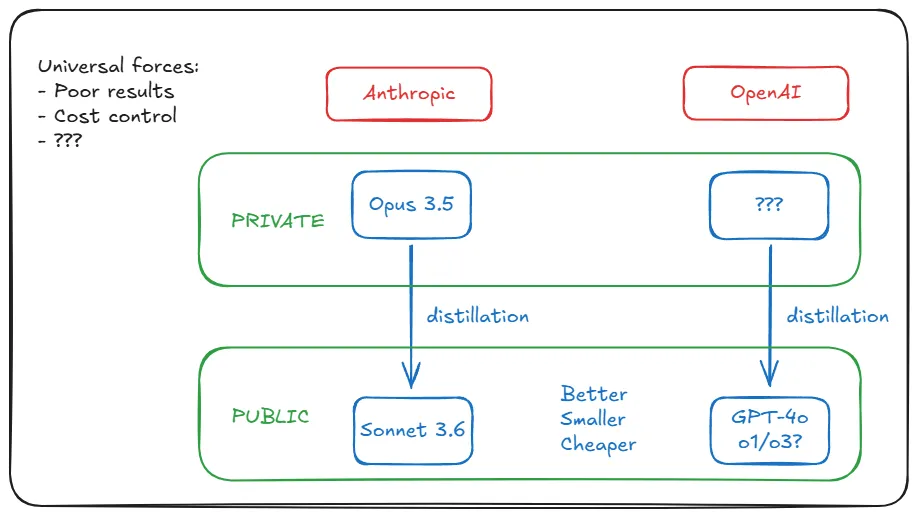 Universal forces:
- Poor results
- Cost control
- ???
Anthropic
OpenAI
PRIVATE
Opus 3.5
???
distillation
distillation
PUBLIC
Sonnet 3.6
Better
Smaller
Cheaper
GPT-4o
o1/o3?